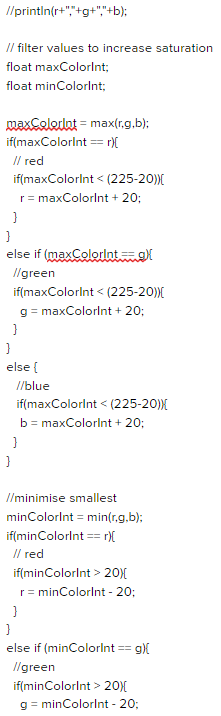 //println(r+","+g+","+b);
// filter values to increase saturation
float maxColorInt;
float minColorInt;
maxColorInt = max(r,g,b);
if(maxColorInt == r){
// red
if(maxColorInt < (225-20)){
r = maxColorInt + 20;
}
}
else if (maxColorInt == g){
//green
if(maxColorInt < (225-20)){
g = maxColorInt + 20;
}
}
else {
//blue
if(maxColorInt < (225-20)){
b = maxColorInt + 20;
}
}
//minimise smallest
minColorInt = min(r,g,b);
if(minColorInt == r){
// red
if(minColorInt > 20){
r = minColorInt - 20;
}
}
else if (minColorInt == g){
//green
if(minColorInt > 20){
g = minColorInt - 20;